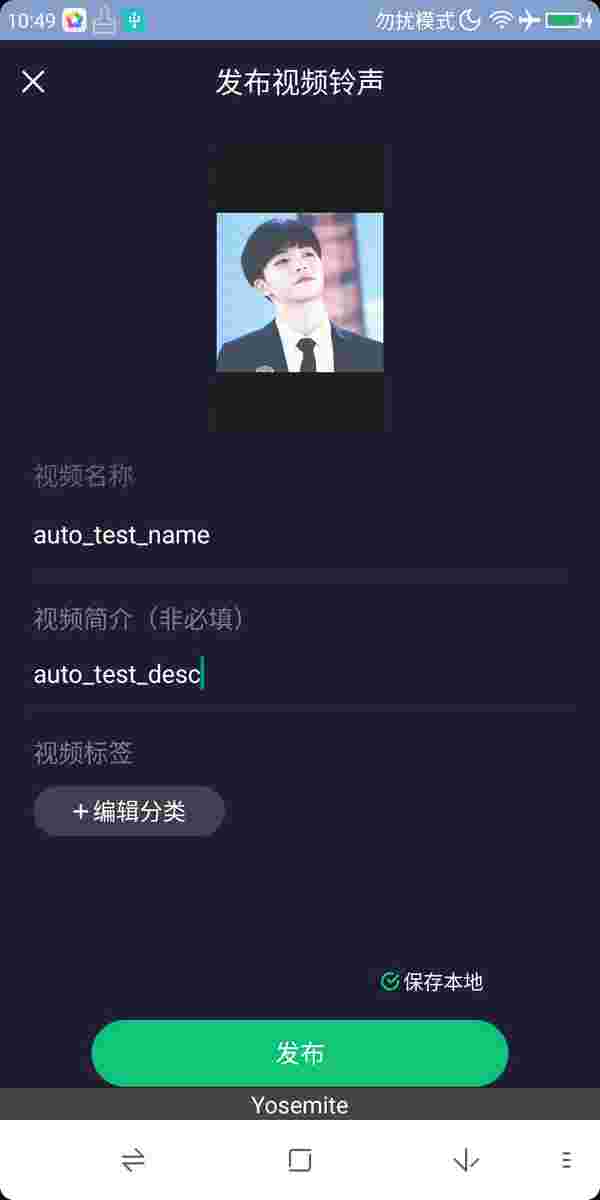 10:49 勿扰模式
发布视频铃声
视频名称
auto_test_name
视频简介（非必填）
auto_test_desc
视频标签
+编辑分类
保存本地
发布
Yosemite